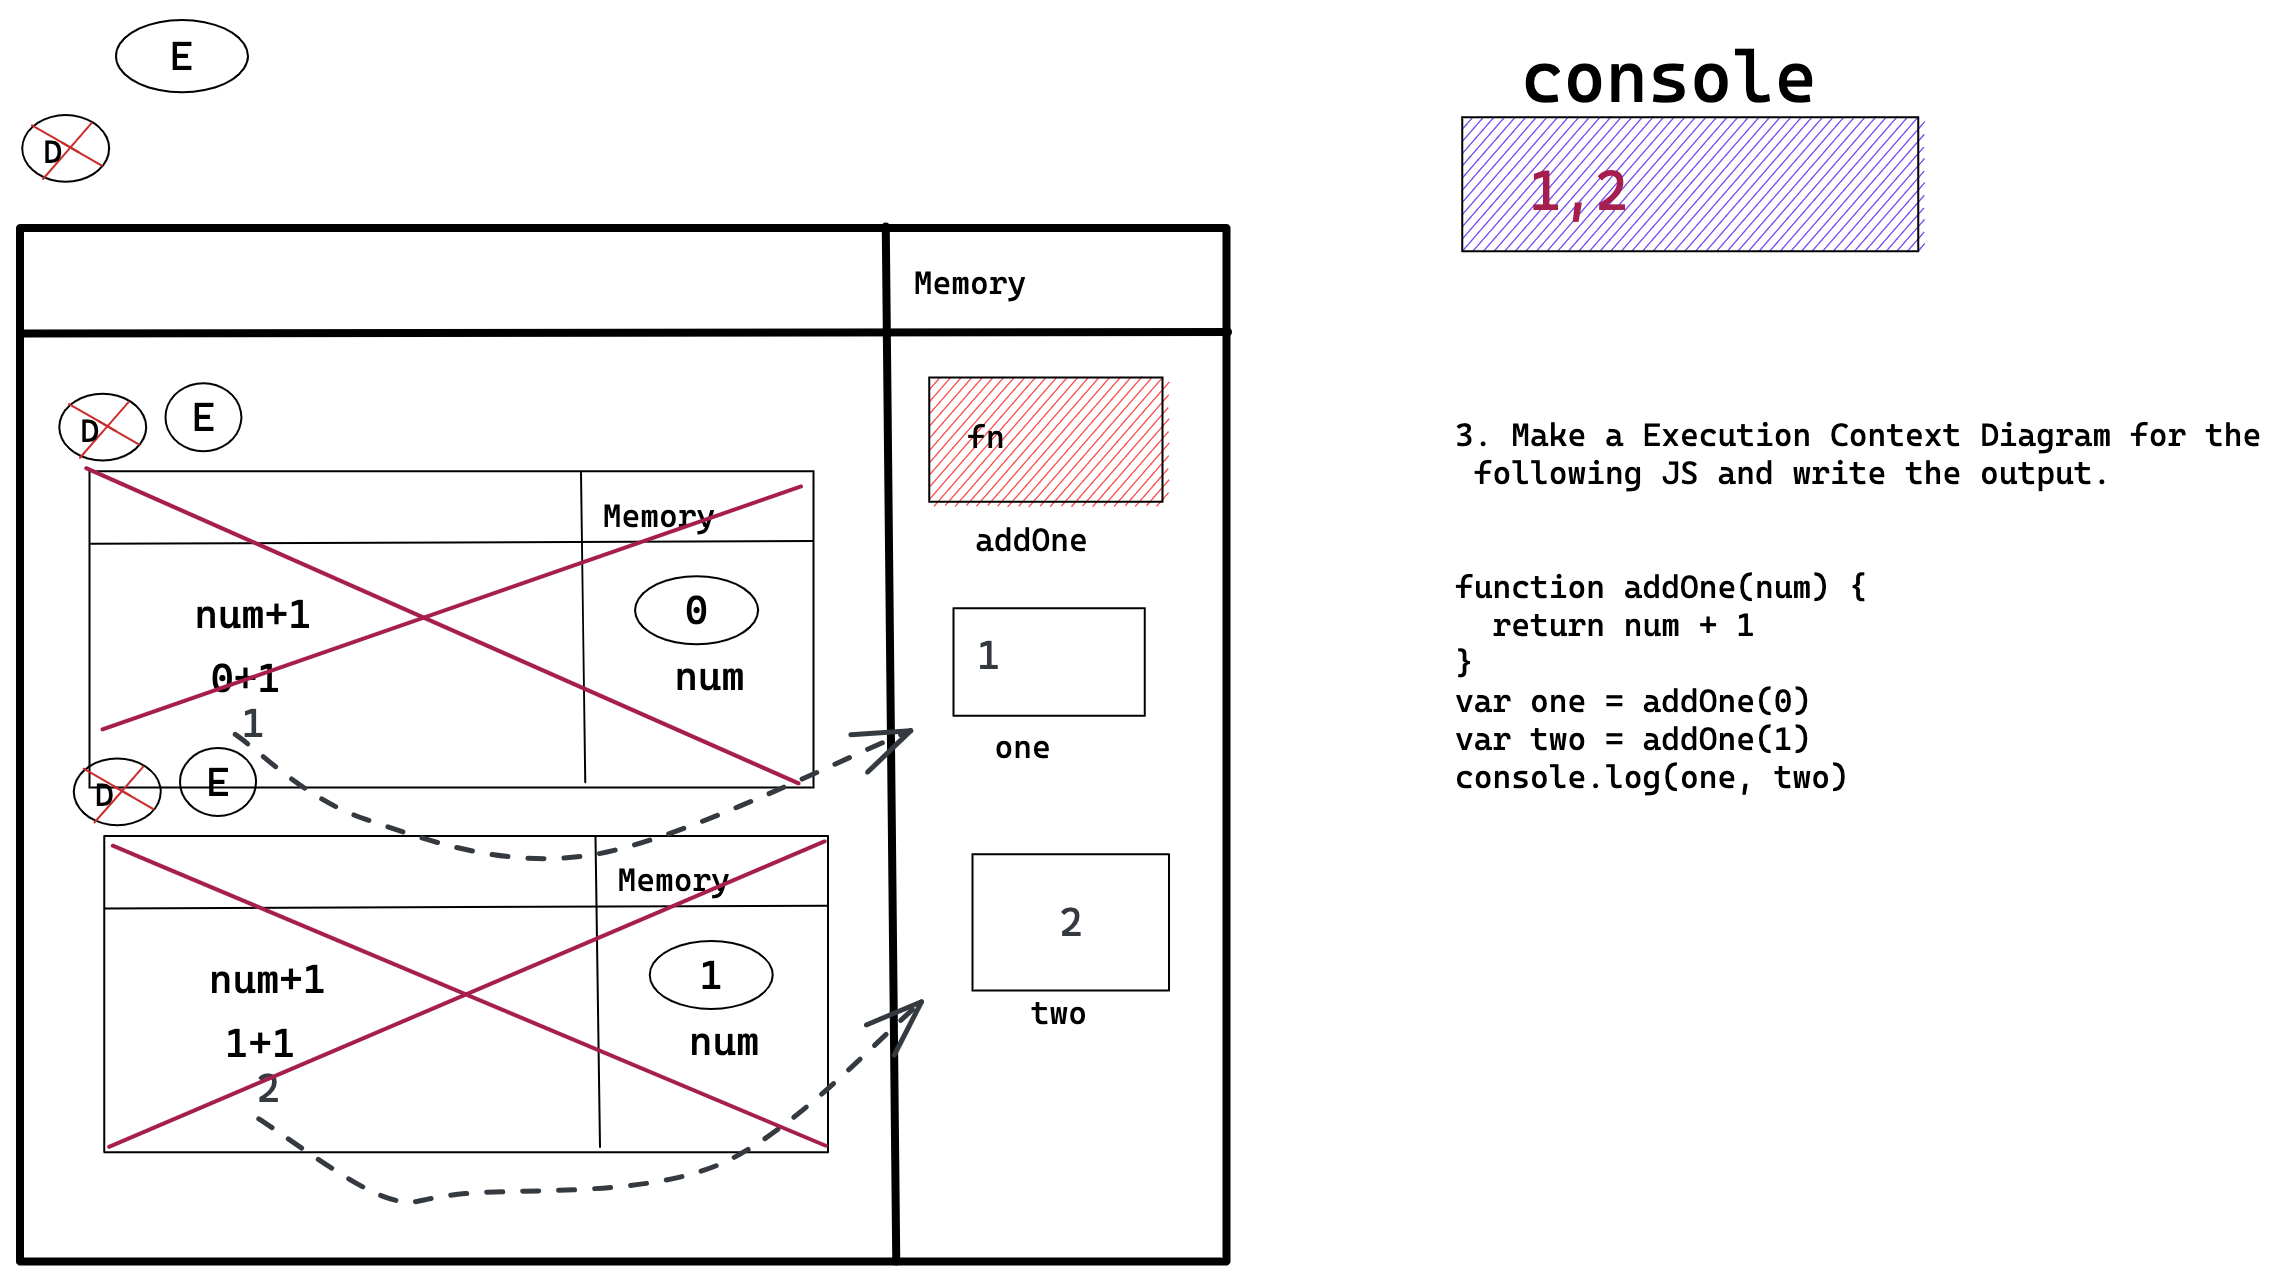 E
D
console
1,2
Memory
D
E
Memory
num+1
0
0+1
num
1
D
E
Memory
num+1
1
1+1
num
2
fn
addOne
1
one
2
two
3. Make a Execution Context Diagram for the
following JS and write the output.
function addOne(num) {
return num + 1
}
var one = addOne(0)
var two = addOne(1)
console.log(one, two)